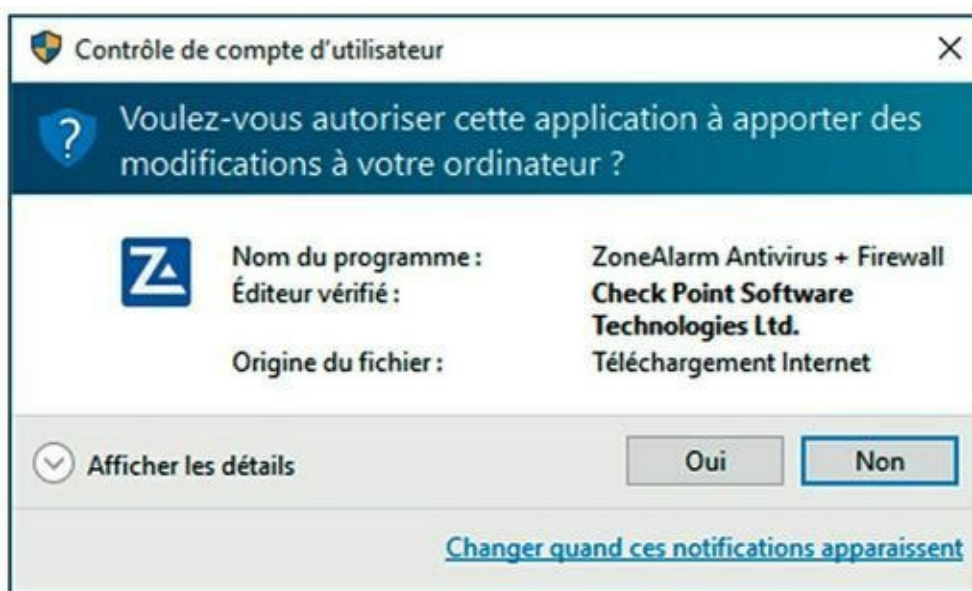 Contrôle de compte d'utilisateur
Voulez-vous autoriser cette application à apporter des
modifications à votre ordinateur ?
Nom du programme : ZoneAlarm Antivirus + Firewall
Éditeur vérifié : Check Point Software
Technologies Ltd.
Origine du fichier : Téléchargement Internet
Afficher les détails Oui Non
Changer quand ces notifications apparaissent